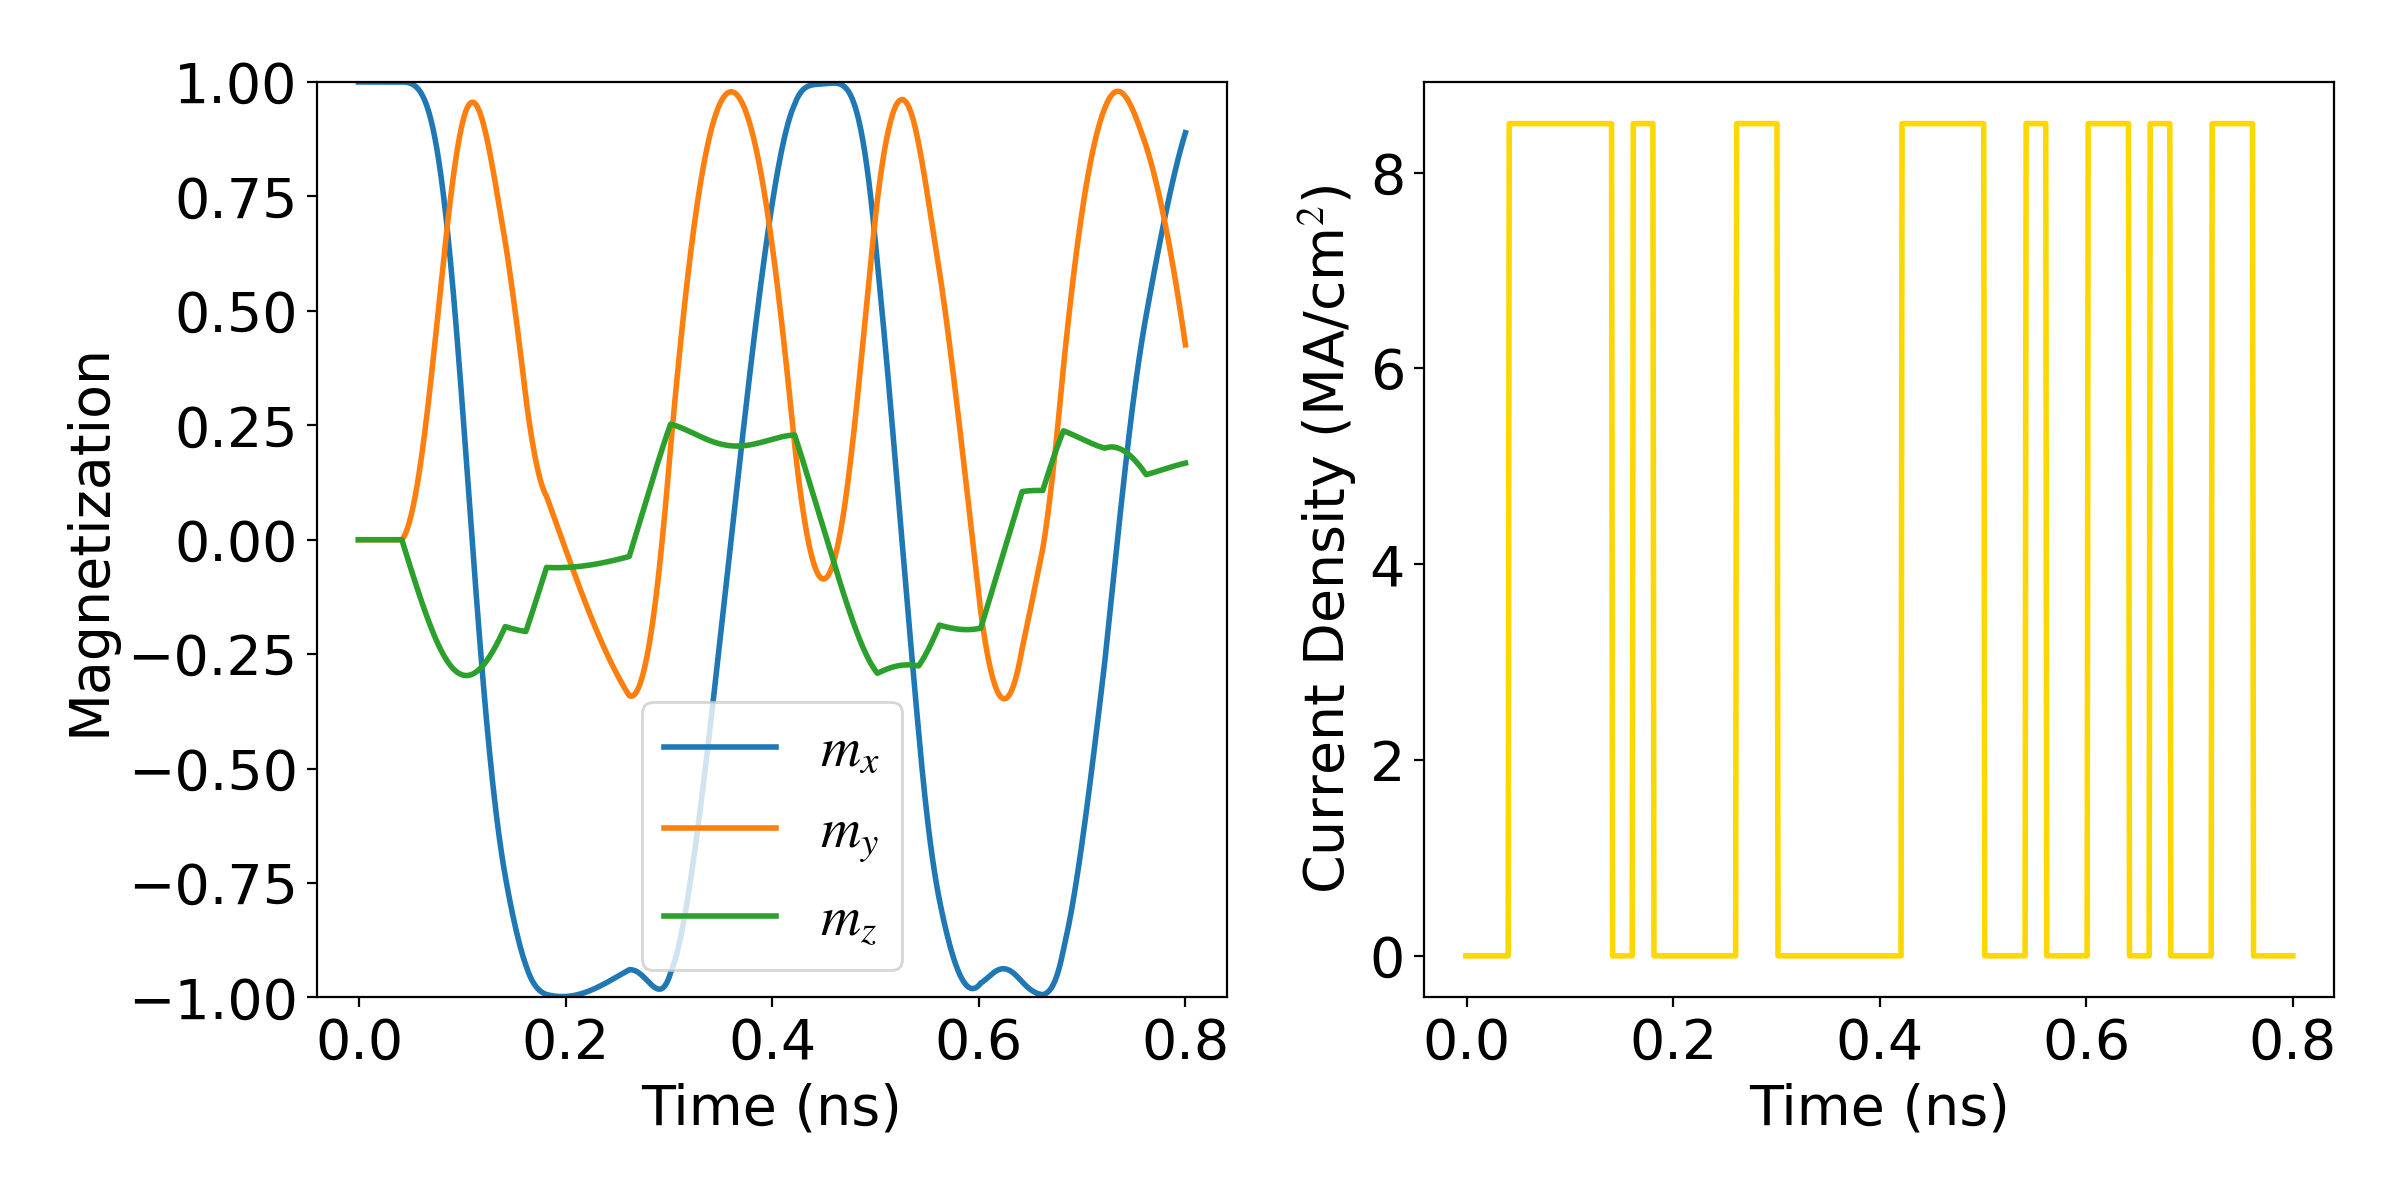 1.00
0.75
0.50
0.25
0.00
−0.25
−0.50
−0.75
−1.00
Magnetization
0.0 0.2 0.4 0.6 0.8
Time (ns)
m_x
m_y
m_z
8
6
4
2
0
Current Density (MA/cm²)
0.0 0.2 0.4 0.6 0.8
Time (ns)